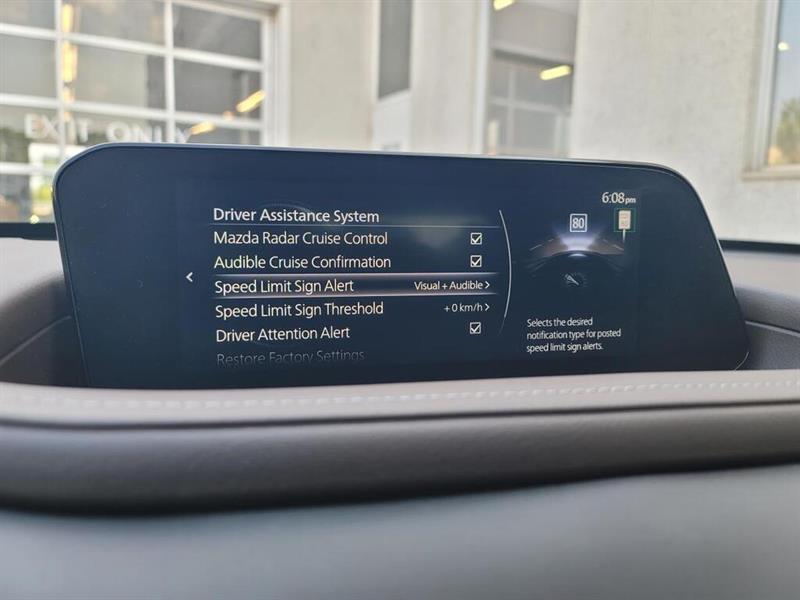 EXIT ONLY
6:08pm
Driver Assistance System
Mazda Radar Cruise Control
Audible Cruise Confirmation
Speed Limit Sign Alert Visual + Audible
Speed Limit Sign Threshold + 0 km/h
Driver Attention Alert
Restore Factory Settings
80
Selects the desired
notification type for posted
speed limit sign alerts.